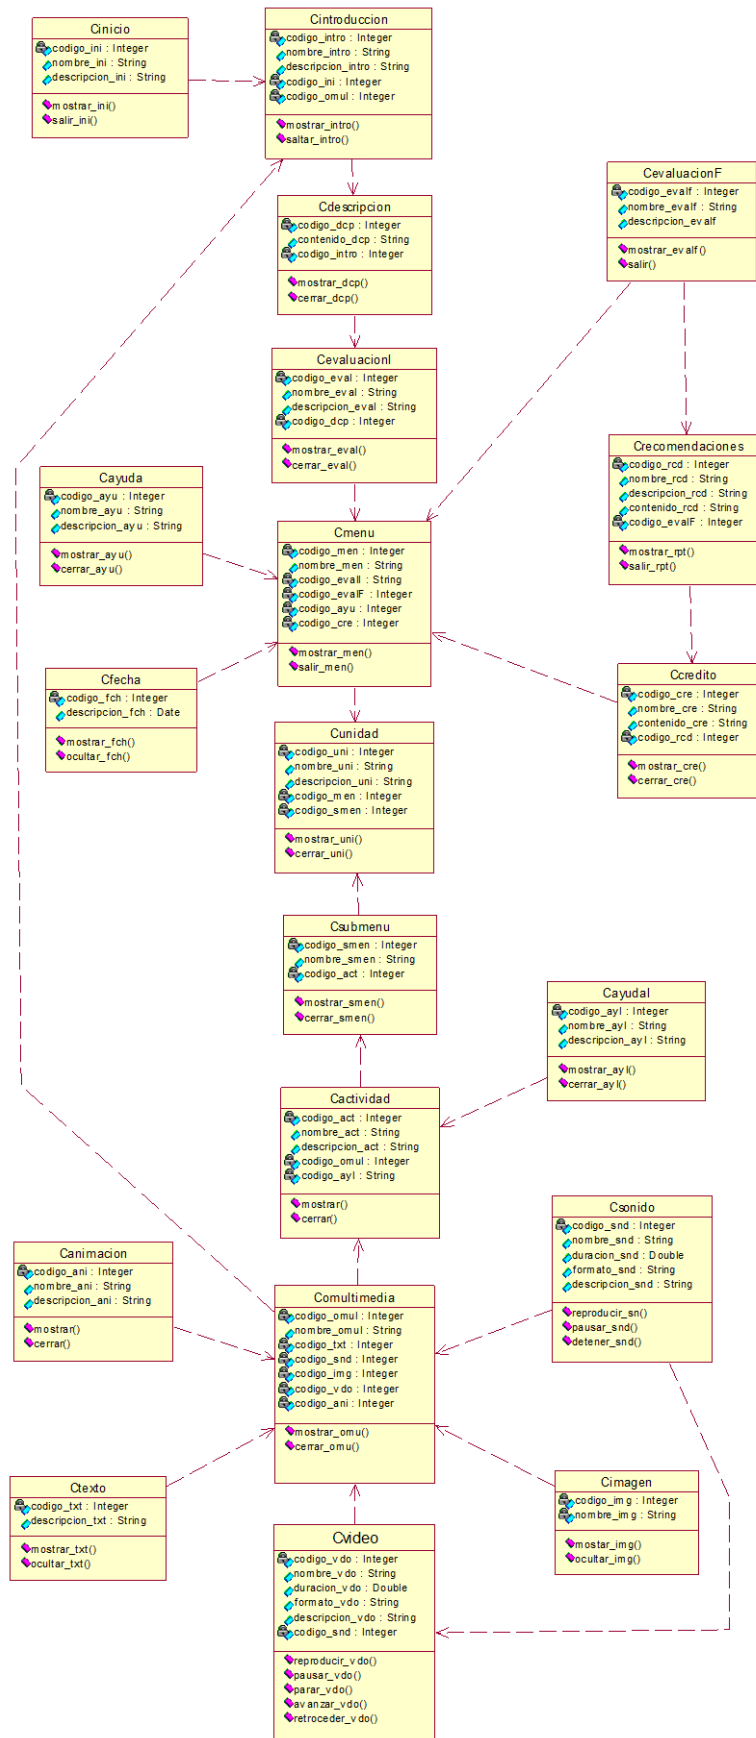 Cinicio
codigo_ini : Integer
nombre_ini : String
descripcion_ini : String
mostrar_ini()
salir_ini()
Cintroduccion
codigo_intro : Integer
nombre_intro : String
descripcion_intro : String
codigo_ini : Integer
codigo_omul : Integer
mostrar_intro()
saltar_intro()
Cdescripcion
codigo_dcp : Integer
contenido_dcp : String
codigo_intro : Integer
mostrar_dcp()
cerrar_dcp()
CevaluacionF
codigo_evalf : Integer
nombre_evalf : String
descripcion_evalf
mostrar_evalf()
salir()
CevaluacionI
codigo_eval : Integer
nombre_eval : String
descripcion_eval : String
codigo_dcp : Integer
mostrar_eval()
cerrar_eval()
Crecomendaciones
codigo_rcd : Integer
nombre_rcd : String
descripcion_rcd : String
contenido_rcd : String
codigo_evalF : Integer
mostrar_rpt()
salir_rpt()
Cayuda
codigo_ayu : Integer
nombre_ayu : String
descripcion_ayu : String
mostrar_ayu()
cerrar_ayu()
Cmenu
codigo_men : Integer
nombre_men : String
codigo_evalI : String
codigo_evalF : Integer
codigo_ayu : Integer
codigo_cre : Integer
mostrar_men()
salir_men()
Cfecha
codigo_fch : Integer
descripcion_fch : Date
mostrar_fch()
ocultar_fch()
Ccredito
codigo_cre : Integer
nombre_cre : String
contenido_cre : String
codigo_rcd : Integer
mostrar_cre()
cerrar_cre()
Cunidad
codigo_uni : Integer
nombre_uni : String
descripcion_uni : String
codigo_men : Integer
codigo_smen : Integer
mostrar_uni()
cerrar_uni()
Csubmenu
codigo_smen : Integer
nombre_smen : String
codigo_act : Integer
mostrar_smen()
cerrar_smen()
CayudaI
codigo_ayI : Integer
nombre_ayI : String
descripcion_ayI : String
mostrar_ayI()
cerrar_ayI()
Cactividad
codigo_act : Integer
nombre_act : String
descripcion_act : String
codigo_omul : Integer
codigo_ayI : String
mostrar()
cerrar()
Csonido
codigo_snd : Integer
nombre_snd : String
duracion_snd : Double
formato_snd : String
descripcion_snd : String
reproducir_sn()
pausar_snd()
detener_snd()
Canimacion
codigo_ani : Integer
nombre_ani : String
descripcion_ani : String
mostrar()
cerrar()
Comultimedia
codigo_omul : Integer
nombre_omul : String
codigo_txt : Integer
codigo_snd : Integer
codigo_img : Integer
codigo_vdo : Integer
codigo_ani : Integer
mostrar_omu()
cerrar_omu()
Ctexto
codigo_txt : Integer
descripcion_txt : String
mostrar_txt()
ocultar_txt()
Cimagen
codigo_img : Integer
nombre_img : String
mostar_img()
ocultar_img()
Cvideo
codigo_vdo : Integer
nombre_vdo : String
duracion_vdo : Double
formato_vdo : String
descripcion_vdo : String
codigo_snd : Integer
reproducir_vdo()
pausar_vdo()
parar_vdo()
avanzar_vdo()
retroceder_vdo()